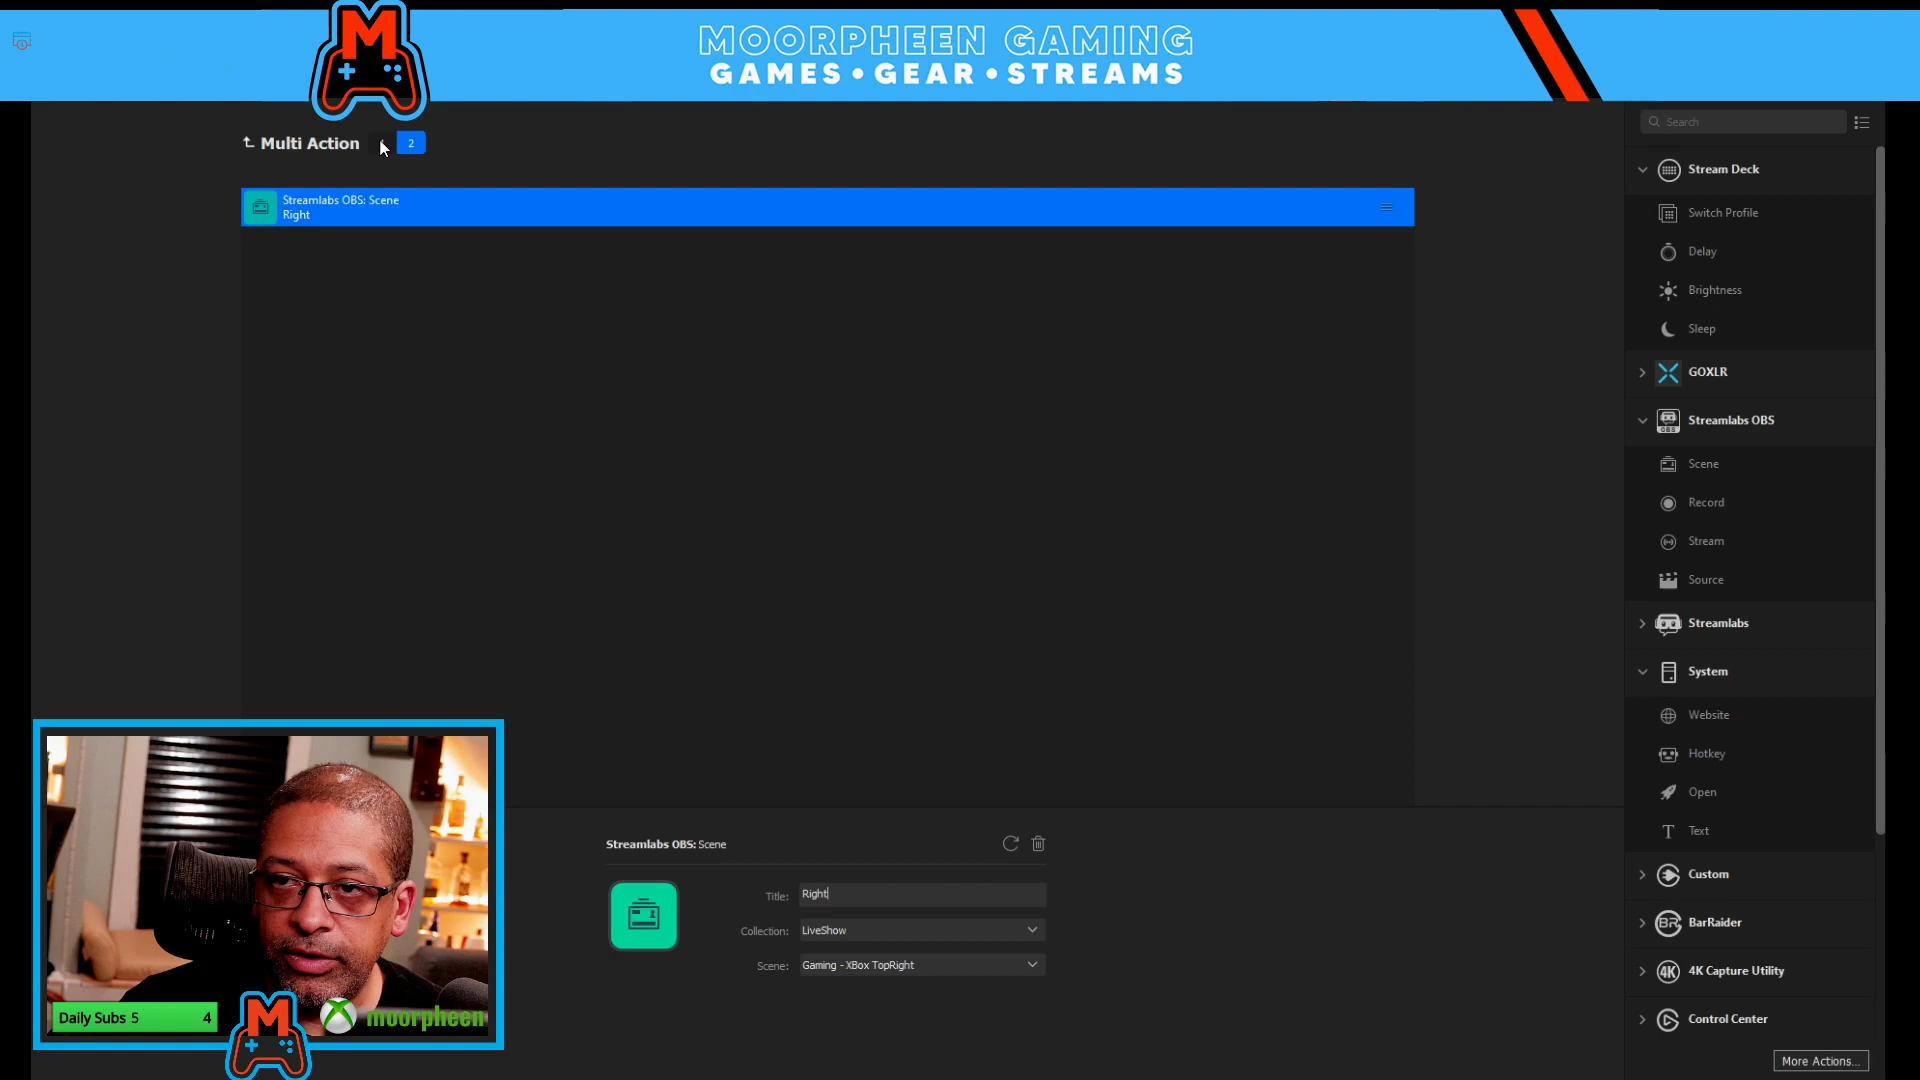 MOORPHEEN GAMING
GAMES • GEAR • STREAMS
M
Multi Action
2
Search
Streamlabs OBS: Scene
Right
Stream Deck
Switch Profile
Delay
Brightness
Sleep
GOXLR
Streamlabs OBS
Scene
Record
Stream
Source
Streamlabs
System
Website
Hotkey
Open
Text
Custom
BarRaider
4K Capture Utility
Control Center
More Actions...
Streamlabs OBS: Scene
Title: Right
Collection: LiveShow
Scene: Gaming - XBox TopRight
Daily Subs 5 4
M
moorpheen